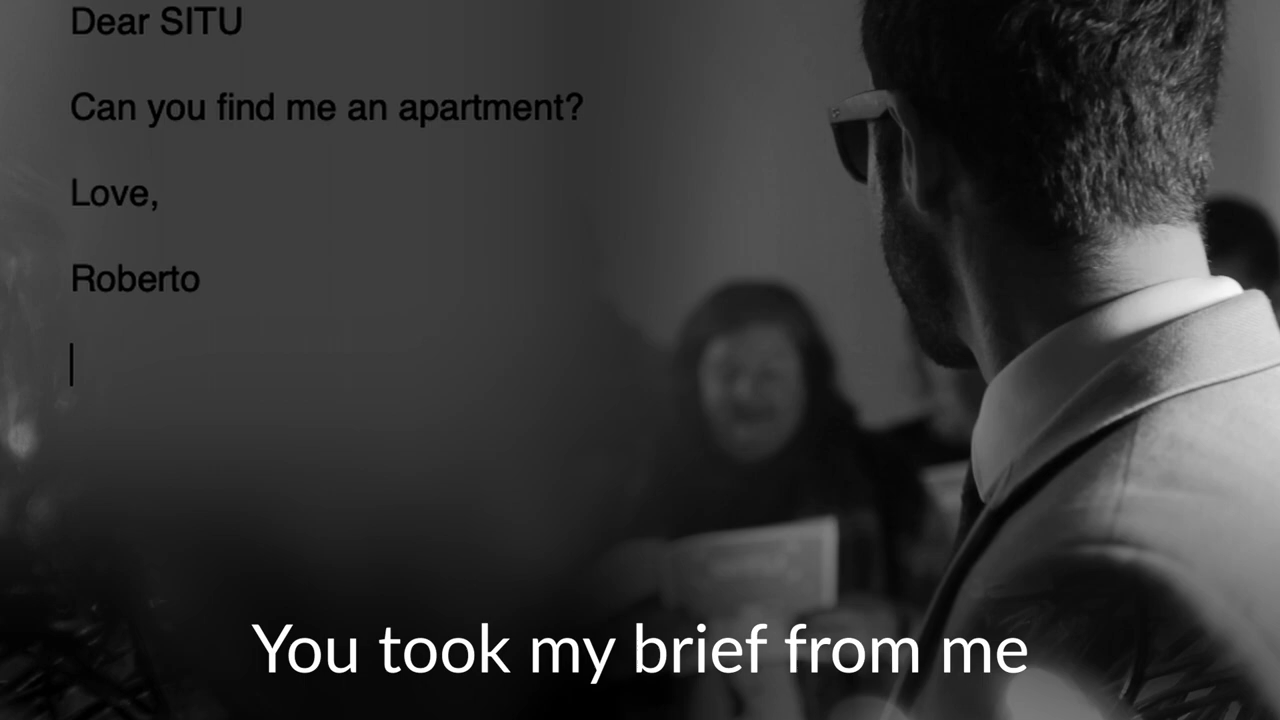 Dear SITU
Can you find me an apartment?
Love,
Roberto
You took my brief from me